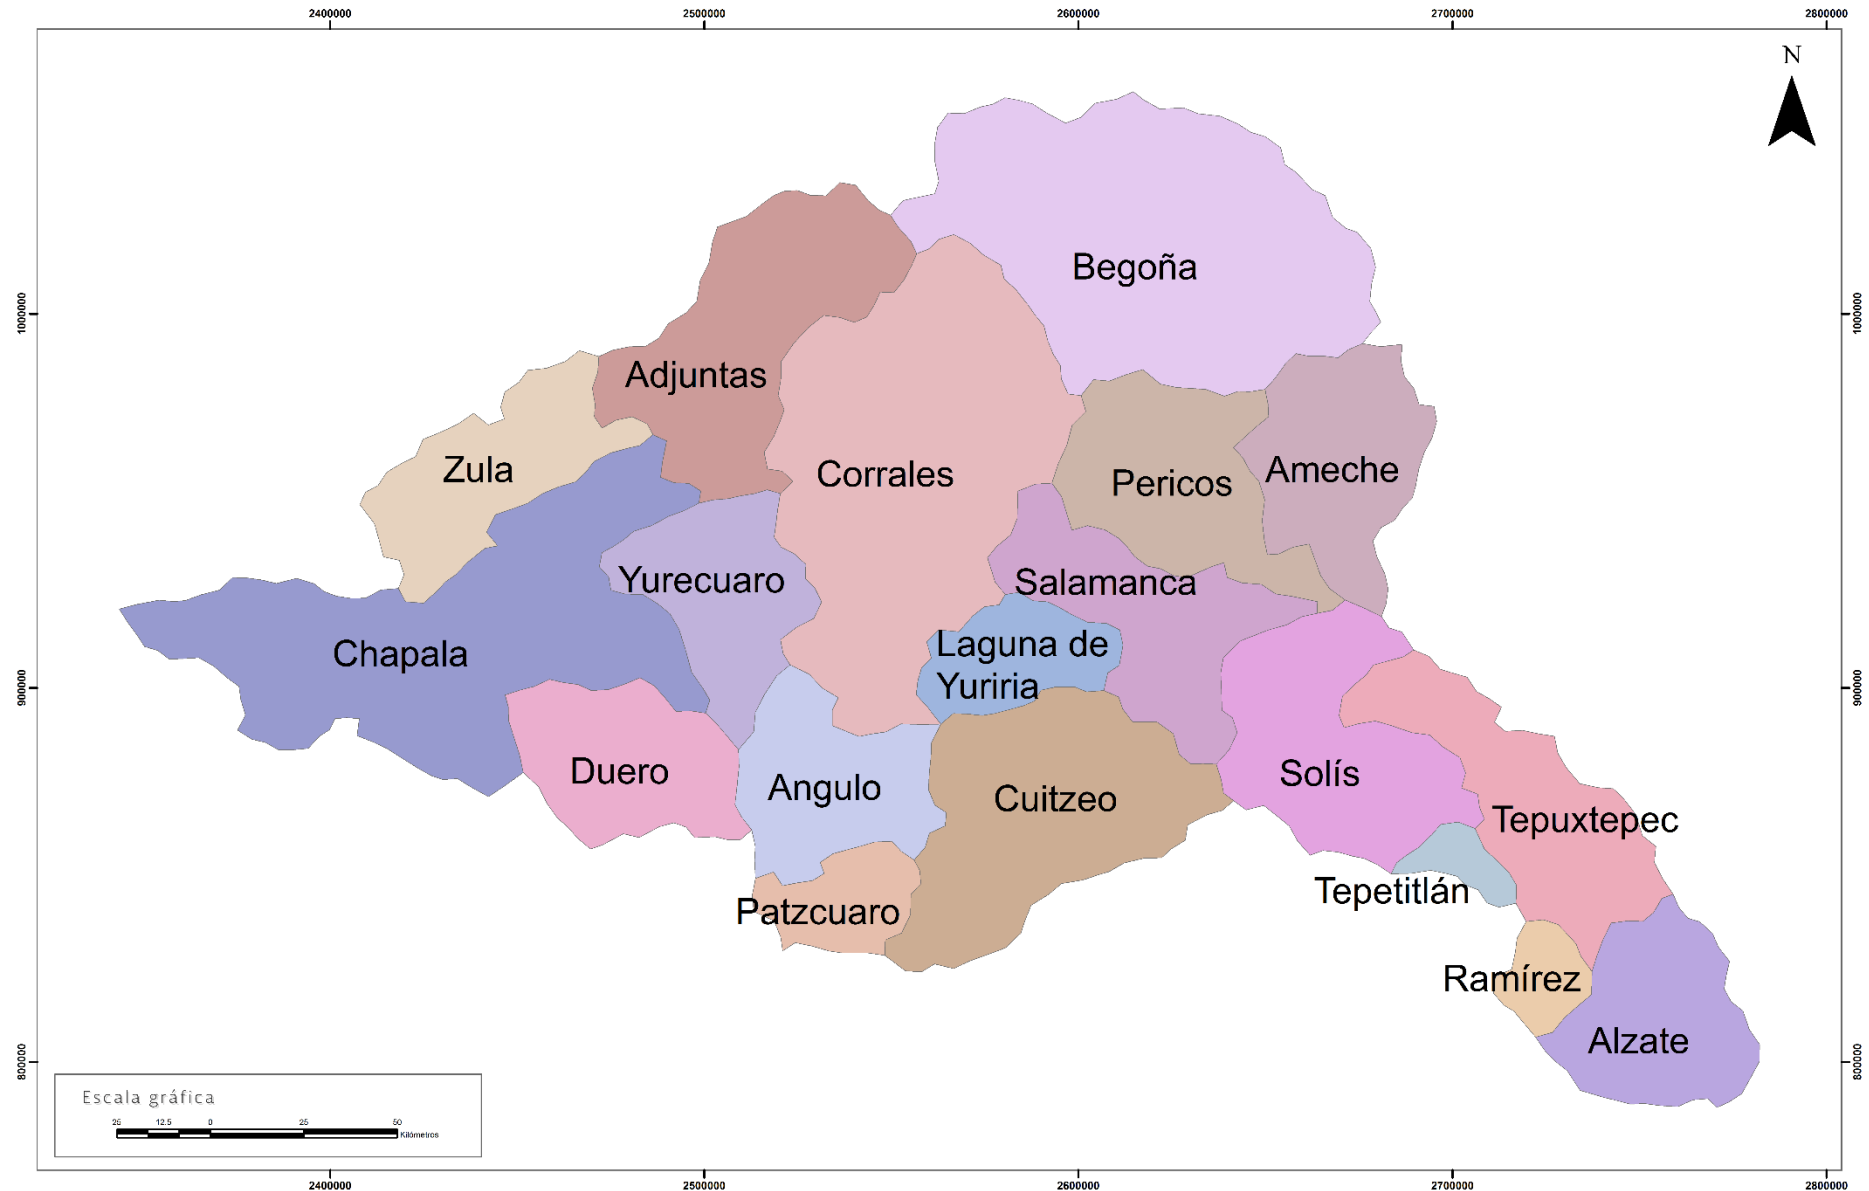 2400000 2500000 2600000 2700000 2800000
N
Begoña
1000000 1000000
Adjuntas
Zula Corrales Pericos Ameche
Yurecuaro Salamanca
Chapala Laguna de
Yuriria
900000 900000
Duero Angulo Cuitzeo Solís
Tepuxtepec
Tepetitlán
Patzcuaro
Ramírez
Alzate
800000 800000
Escala gráfica
25 12.5 0 25 50
Kilómetros
2400000 2500000 2600000 2700000 2800000